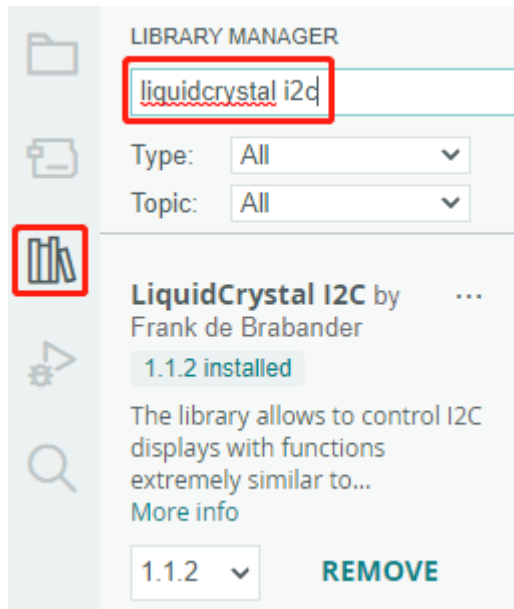 LIBRARY MANAGER
liquidcrystal i2c
Type: All
Topic: All
LiquidCrystal I2C by ...
Frank de Brabander
1.1.2 installed
The library allows to control I2C
displays with functions
extremely similar to...
More info
1.1.2 REMOVE